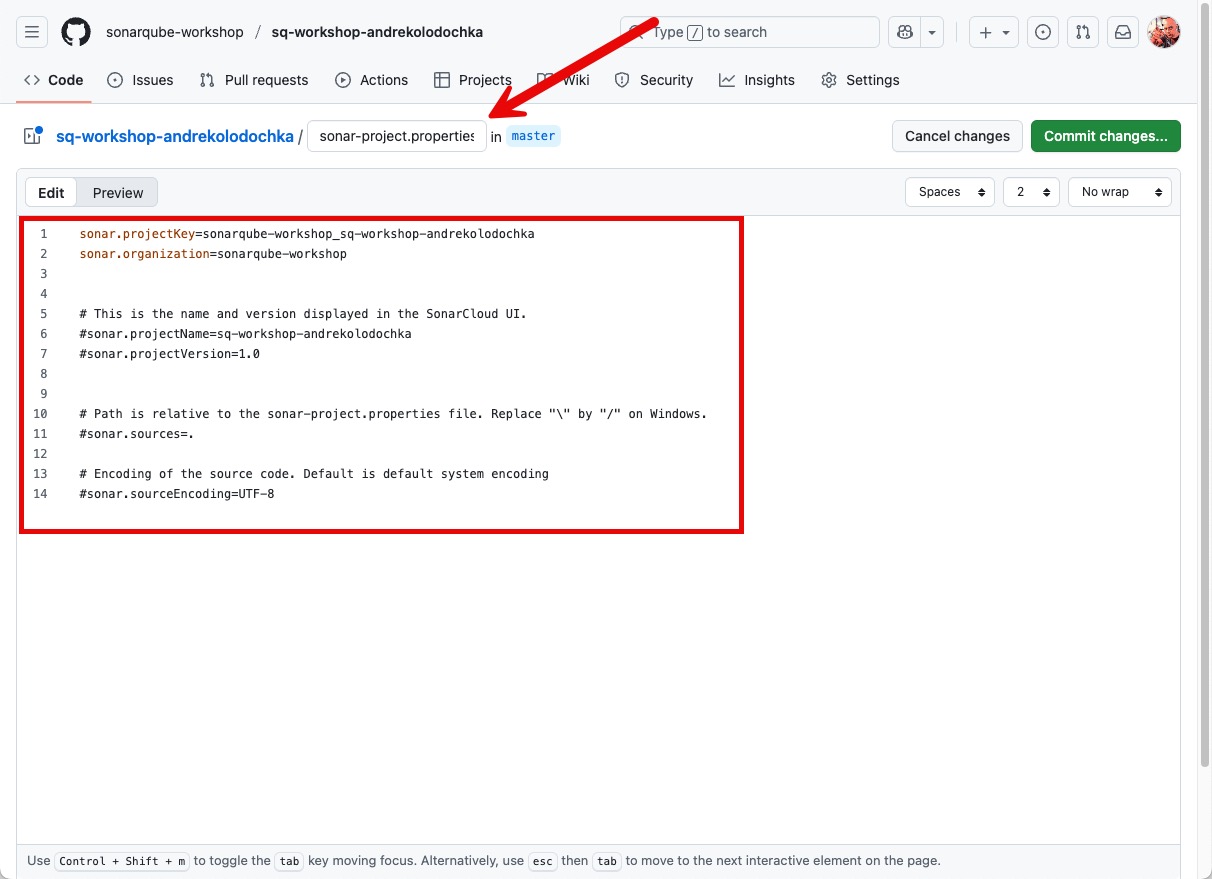 sonarqube-workshop / sq-workshop-andrekolodochka
Type / to search
Code Issues Pull requests Actions Projects Wiki Security Insights Settings
sq-workshop-andrekolodochka / sonar-project.properties in master
Cancel changes Commit changes...
Edit Preview Spaces 2 No wrap
1 sonar.projectKey=sonarqube-workshop_sq-workshop-andrekolodochka
2 sonar.organization=sonarqube-workshop
3
4
5 # This is the name and version displayed in the SonarCloud UI.
6 #sonar.projectName=sq-workshop-andrekolodochka
7 #sonar.projectVersion=1.0
8
9
10 # Path is relative to the sonar-project.properties file. Replace "\" by "/" on Windows.
11 #sonar.sources=.
12
13 # Encoding of the source code. Default is default system encoding
14 #sonar.sourceEncoding=UTF-8
Use Control + Shift + m to toggle the tab key moving focus. Alternatively, use esc then tab to move to the next interactive element on the page.